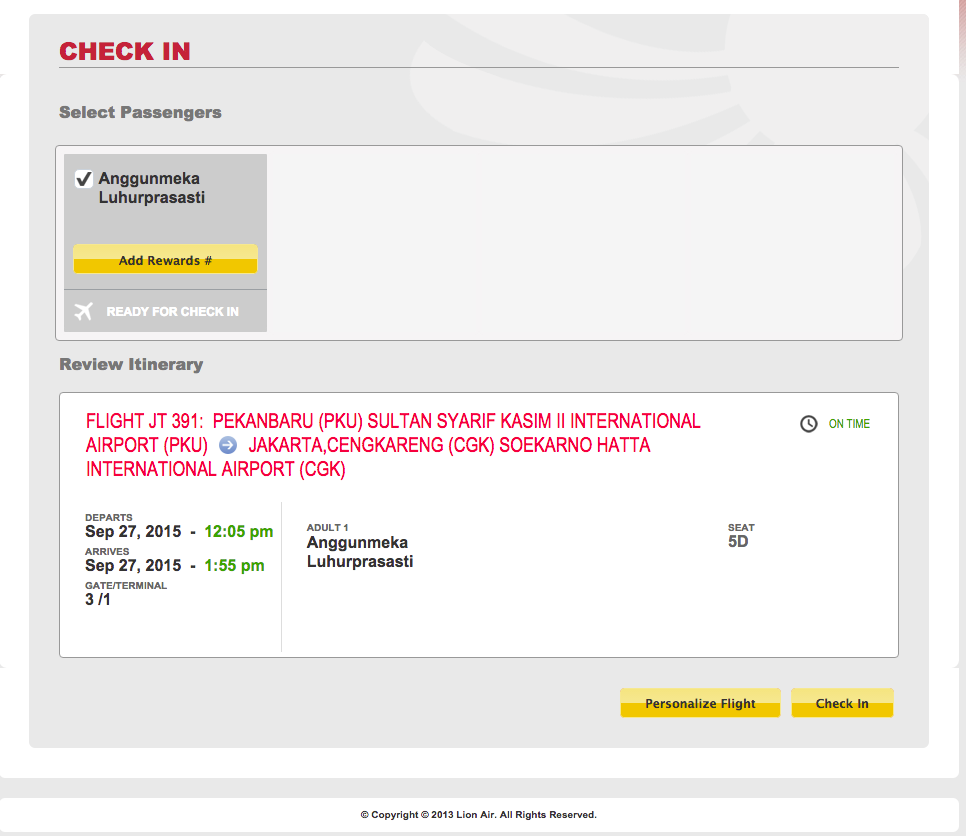 CHECK IN
Select Passengers
Anggunmeka
Luhurprasasti
Add Rewards #
READY FOR CHECK IN
Review Itinerary
FLIGHT JT 391: PEKANBARU (PKU) SULTAN SYARIF KASIM II INTERNATIONAL
AIRPORT (PKU) JAKARTA,CENGKARENG (CGK) SOEKARNO HATTA
INTERNATIONAL AIRPORT (CGK)
ON TIME
DEPARTS
Sep 27, 2015 - 12:05 pm
ARRIVES
Sep 27, 2015 - 1:55 pm
GATE/TERMINAL
3 /1
ADULT 1
Anggunmeka
Luhurprasasti
SEAT
5D
Personalize Flight
Check In
© Copyright © 2013 Lion Air. All Rights Reserved.